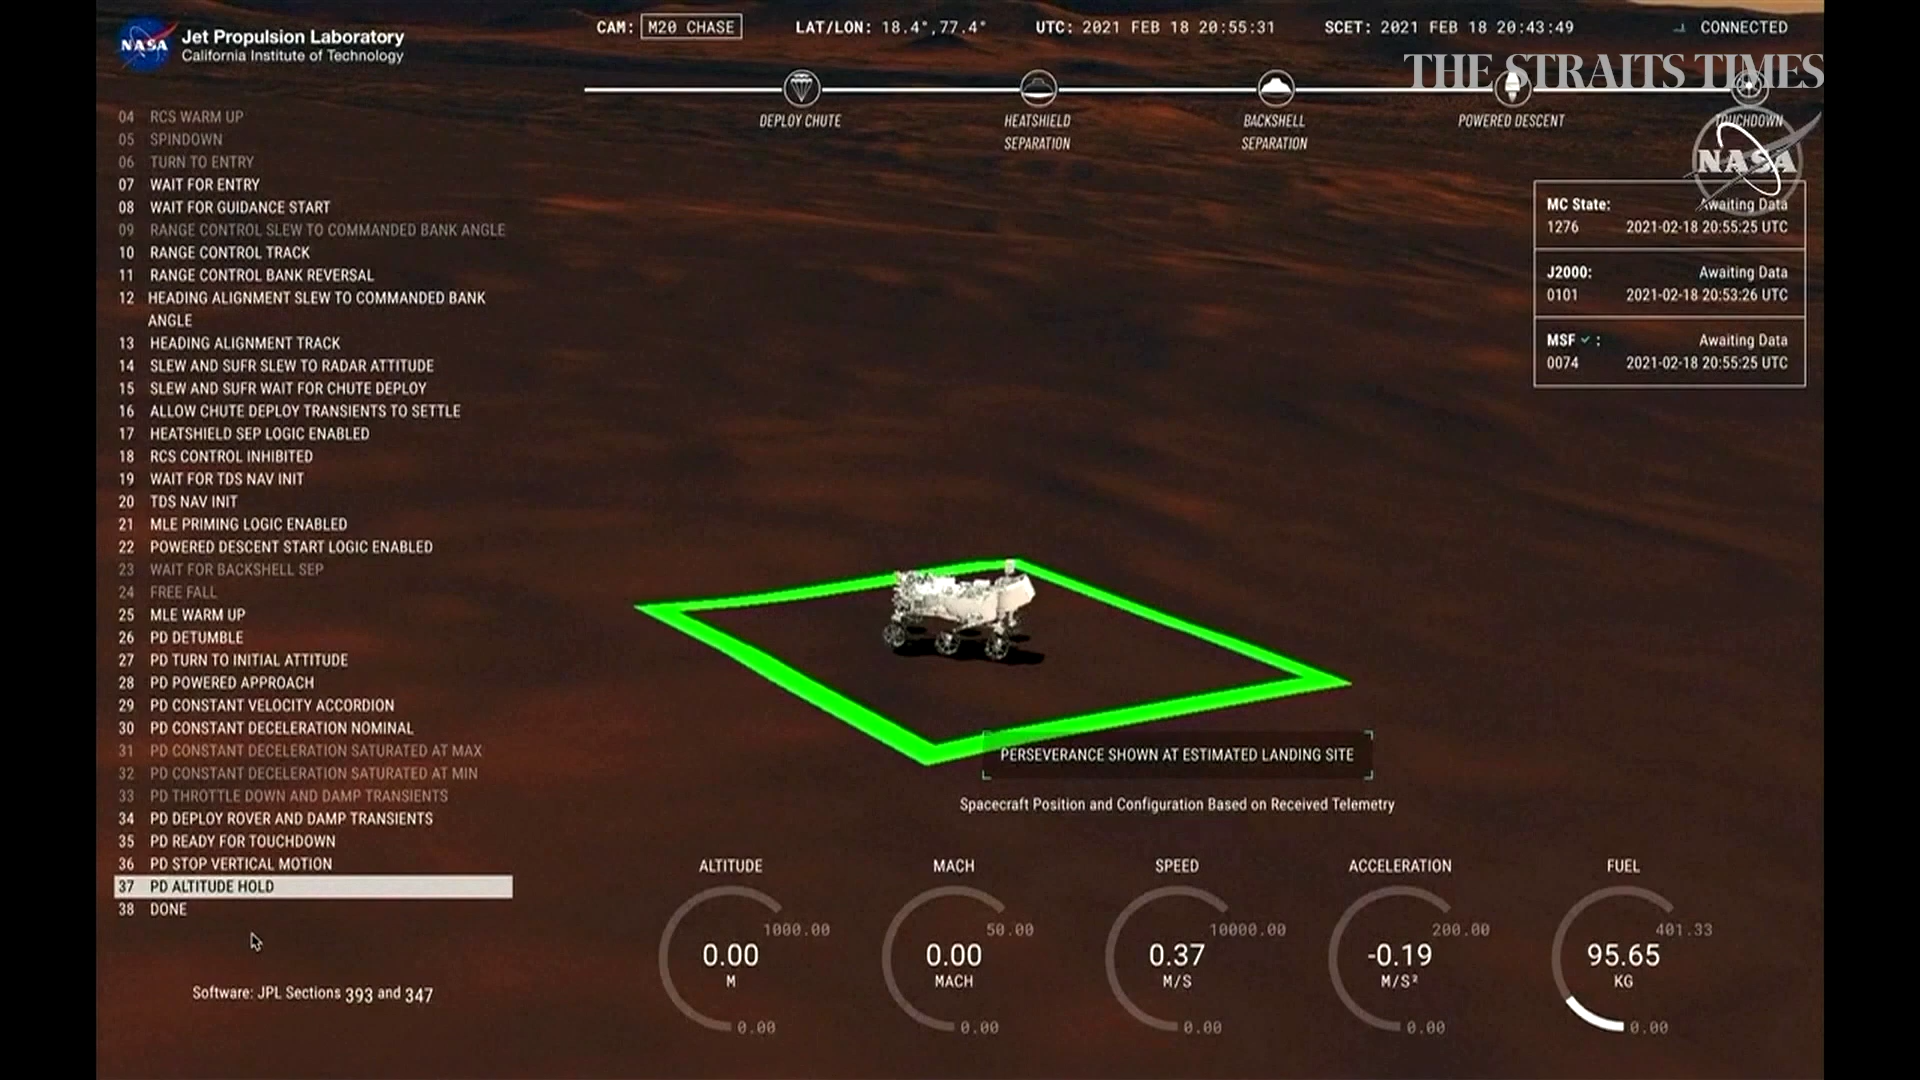 NASA
Jet Propulsion Laboratory
California Institute of Technology
CAM: M20 CHASE LAT/LON: 18.4°,77.4° UTC: 2021 FEB 18 20:55:31 SCET: 2021 FEB 18 20:43:49 CONNECTED
THE STRAITS TIMES
DEPLOY CHUTE
HEATSHIELD
SEPARATION
BACKSHELL
SEPARATION
POWERED DESCENT
TOUCHDOWN
NASA
04 RCS WARM UP
05 SPINDOWN
06 TURN TO ENTRY
07 WAIT FOR ENTRY
08 WAIT FOR GUIDANCE START
09 RANGE CONTROL SLEW TO COMMANDED BANK ANGLE
10 RANGE CONTROL TRACK
11 RANGE CONTROL BANK REVERSAL
12 HEADING ALIGNMENT SLEW TO COMMANDED BANK
ANGLE
13 HEADING ALIGNMENT TRACK
14 SLEW AND SUFR SLEW TO RADAR ATTITUDE
15 SLEW AND SUFR WAIT FOR CHUTE DEPLOY
16 ALLOW CHUTE DEPLOY TRANSIENTS TO SETTLE
17 HEATSHIELD SEP LOGIC ENABLED
18 RCS CONTROL INHIBITED
19 WAIT FOR TDS NAV INIT
20 TDS NAV INIT
21 MLE PRIMING LOGIC ENABLED
22 POWERED DESCENT START LOGIC ENABLED
23 WAIT FOR BACKSHELL SEP
24 FREE FALL
25 MLE WARM UP
26 PD DETUMBLE
27 PD TURN TO INITIAL ATTITUDE
28 PD POWERED APPROACH
29 PD CONSTANT VELOCITY ACCORDION
30 PD CONSTANT DECELERATION NOMINAL
31 PD CONSTANT DECELERATION SATURATED AT MAX
32 PD CONSTANT DECELERATION SATURATED AT MIN
33 PD THROTTLE DOWN AND DAMP TRANSIENTS
34 PD DEPLOY ROVER AND DAMP TRANSIENTS
35 PD READY FOR TOUCHDOWN
36 PD STOP VERTICAL MOTION
37 PD ALTITUDE HOLD
38 DONE
Software: JPL Sections 393 and 347
MC State: Awaiting Data
1276 2021-02-18 20:55:25 UTC
J2000: Awaiting Data
0101 2021-02-18 20:53:26 UTC
MSF ✓ : Awaiting Data
0074 2021-02-18 20:55:25 UTC
PERSEVERANCE SHOWN AT ESTIMATED LANDING SITE
Spacecraft Position and Configuration Based on Received Telemetry
ALTITUDE MACH SPEED ACCELERATION FUEL
1000.00 50.00 10000.00 200.00 401.33
0.00 0.00 0.37 -0.19 95.65
M MACH M/S M/S² KG
0.00 0.00 0.00 0.00 0.00